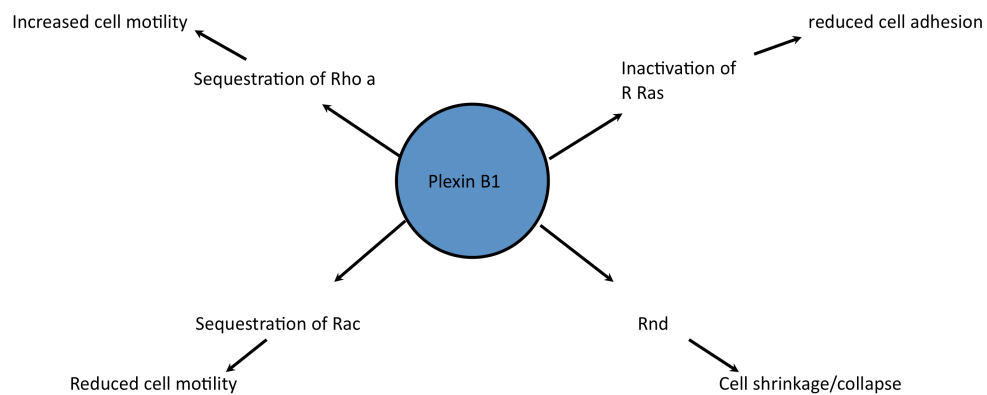 Increased cell motility
reduced cell adhesion
Sequestration of Rho a
Inactivation of
R Ras
Plexin B1
Sequestration of Rac
Rnd
Reduced cell motility
Cell shrinkage/collapse